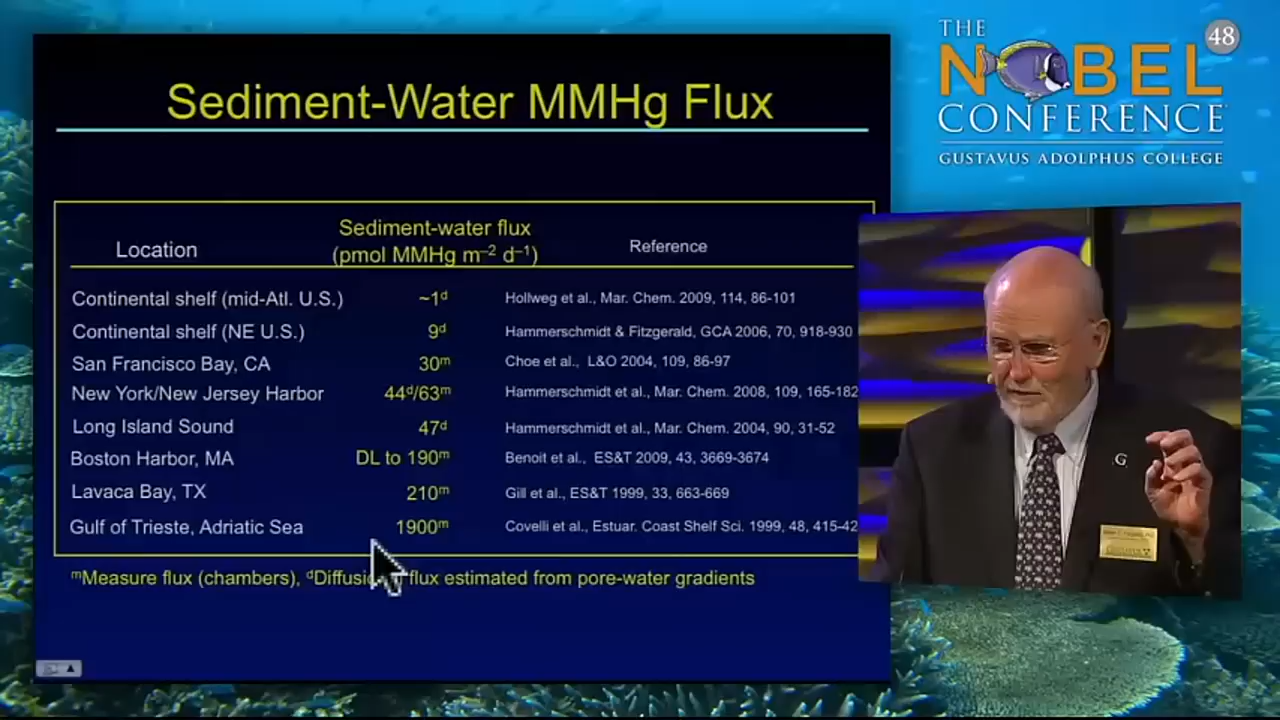 THE
48
NOBEL
CONFERENCE
GUSTAVUS ADOLPHUS COLLEGE
Sediment-Water MMHg Flux
Location
Sediment-water flux
(pmol MMHg m⁻² d⁻¹)
Reference
Continental shelf (mid-Atl. U.S.) ~1ᵈ Hollweg et al., Mar. Chem. 2009, 114, 86-101
Continental shelf (NE U.S.) 9ᵈ Hammerschmidt & Fitzgerald, GCA 2006, 70, 918-930
San Francisco Bay, CA 30ᵐ Choe et al., L&O 2004, 109, 86-97
New York/New Jersey Harbor 44ᵈ/63ᵐ Hammerschmidt et al., Mar. Chem. 2008, 109, 165-182
Long Island Sound 47ᵈ Hammerschmidt et al., Mar. Chem. 2004, 90, 31-52
Boston Harbor, MA DL to 190ᵐ Benoit et al., ES&T 2009, 43, 3669-3674
Lavaca Bay, TX 210ᵐ Gill et al., ES&T 1999, 33, 663-669
Gulf of Trieste, Adriatic Sea 1900ᵐ Covelli et al., Estuar. Coast Shelf Sci. 1999, 48, 415-42
ᵐMeasure flux (chambers), flux estimated from pore-water gradients
G